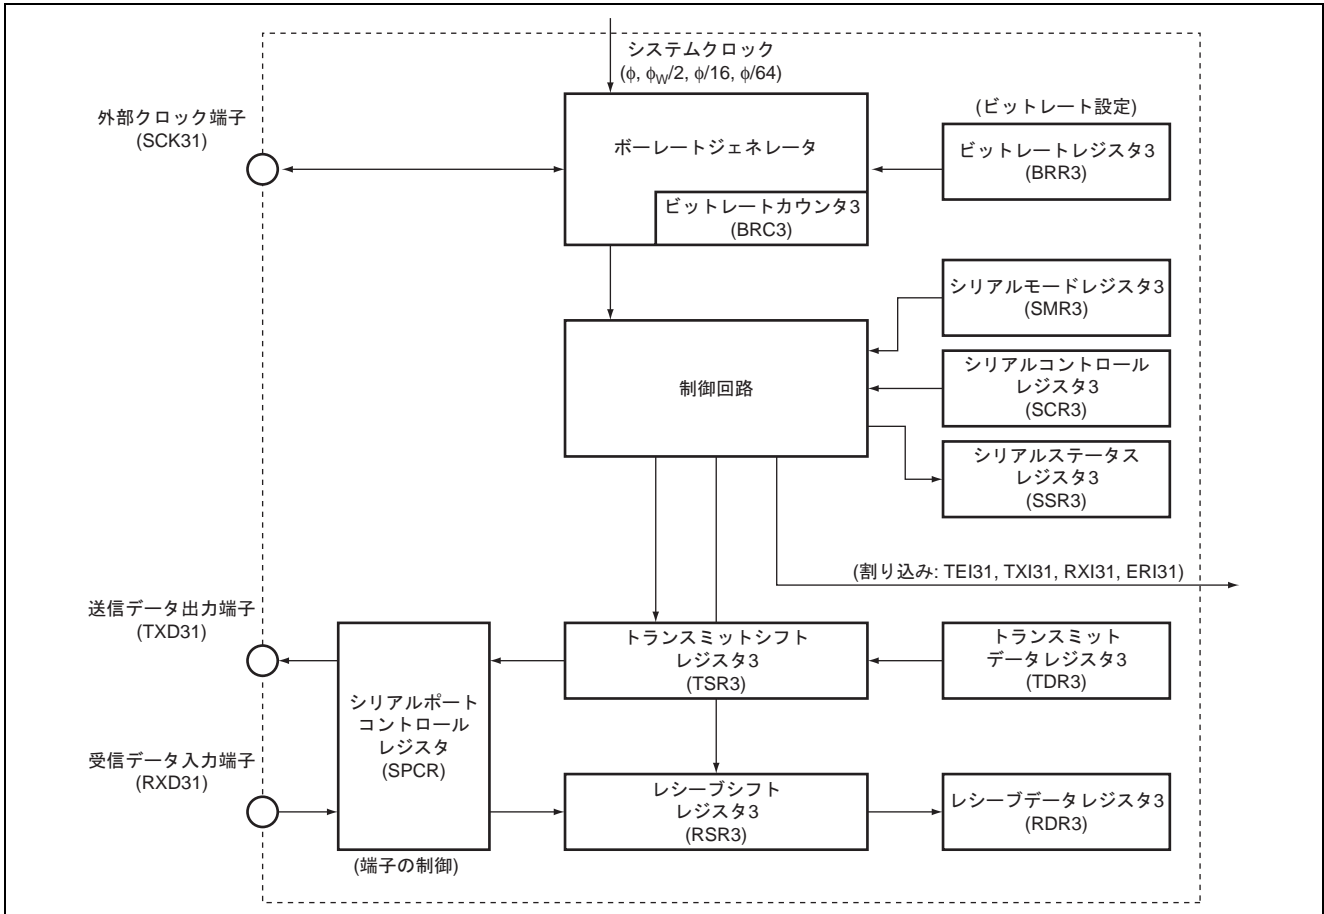 システムクロック
(ϕ, ϕW/2, ϕ/16, ϕ/64)
外部クロック端子
(SCK31)
ボーレートジェネレータ
ビットレートカウンタ3
(BRC3)
(ビットレート設定)
ビットレートレジスタ3
(BRR3)
シリアルモードレジスタ3
(SMR3)
制御回路
シリアルコントロール
レジスタ3
(SCR3)
シリアルステータス
レジスタ3
(SSR3)
(割り込み: TEI31, TXI31, RXI31, ERI31)
送信データ出力端子
(TXD31)
トランスミットシフト
レジスタ3
(TSR3)
トランスミット
データレジスタ3
(TDR3)
シリアルポート
コントロール
レジスタ
(SPCR)
受信データ入力端子
(RXD31)
レシーブシフト
レジスタ3
(RSR3)
レシーブデータレジスタ3
(RDR3)
(端子の制御)